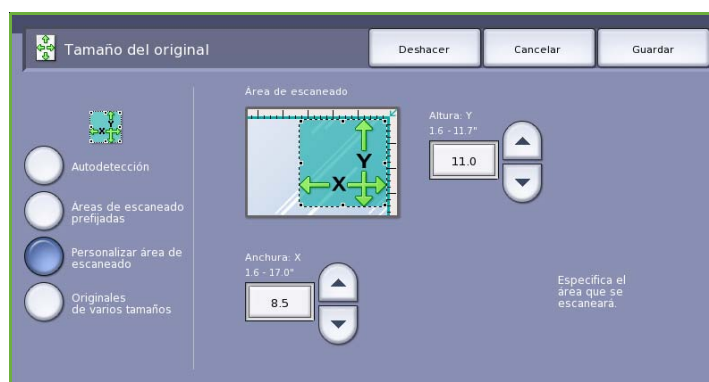 Tamaño del original
Deshacer
Cancelar
Guardar
Área de escaneado
Altura: Y
1.6 - 11.7"
11.0
Y
X
Autodetección
Áreas de escaneado
prefijadas
Personalizar área de
escaneado
Originales
de varios tamaños
Anchura: X
1.6 - 17.0"
8.5
Especifica el
área que se
escaneará.